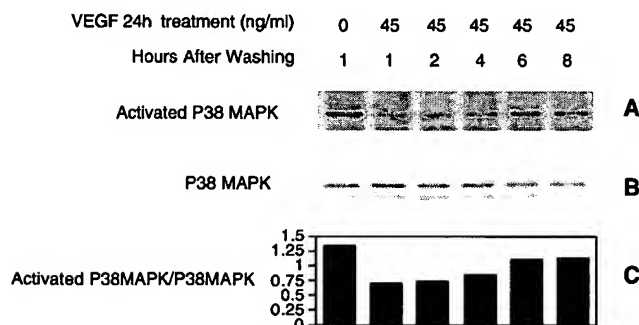 VEGF 24h treatment (ng/ml) 0 45 45 45 45 45
Hours After Washing 1 1 2 4 6 8
Activated P38 MAPK A
P38 MAPK B
1.5
1.25
1
Activated P38MAPK/P38MAPK 0.75 C
0.5
0.25
0